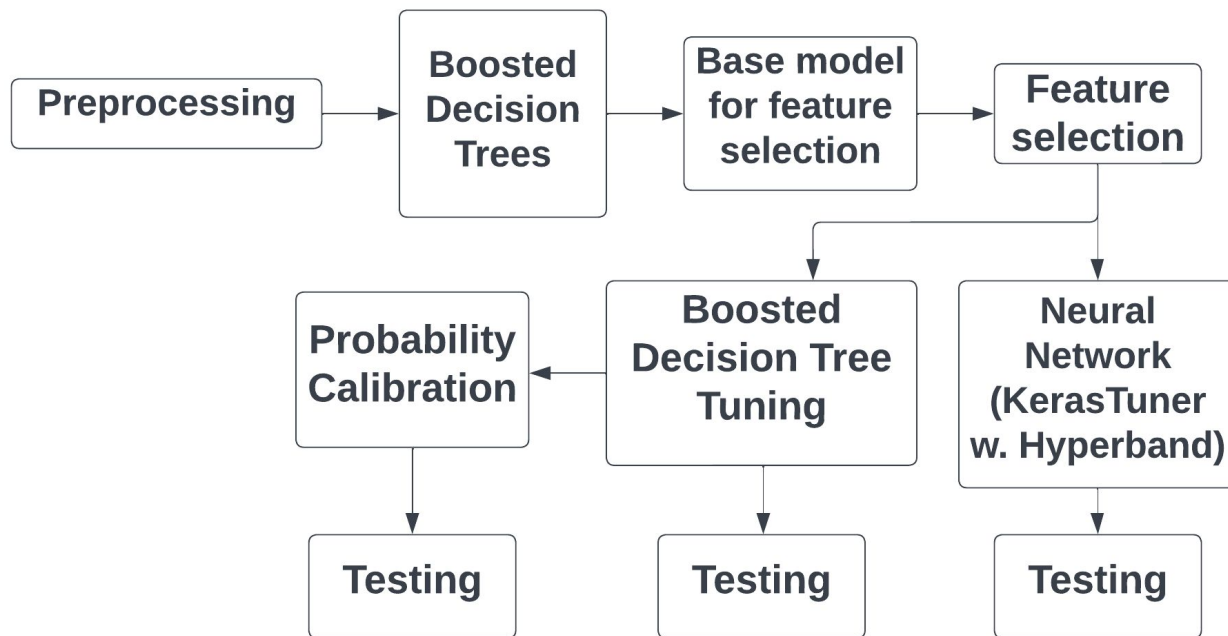 Preprocessing
Boosted
Decision
Trees
Base model
for feature
selection
Feature
selection
Probability
Calibration
Boosted
Decision Tree
Tuning
Neural
Network
(KerasTuner
w. Hyperband)
Testing
Testing
Testing